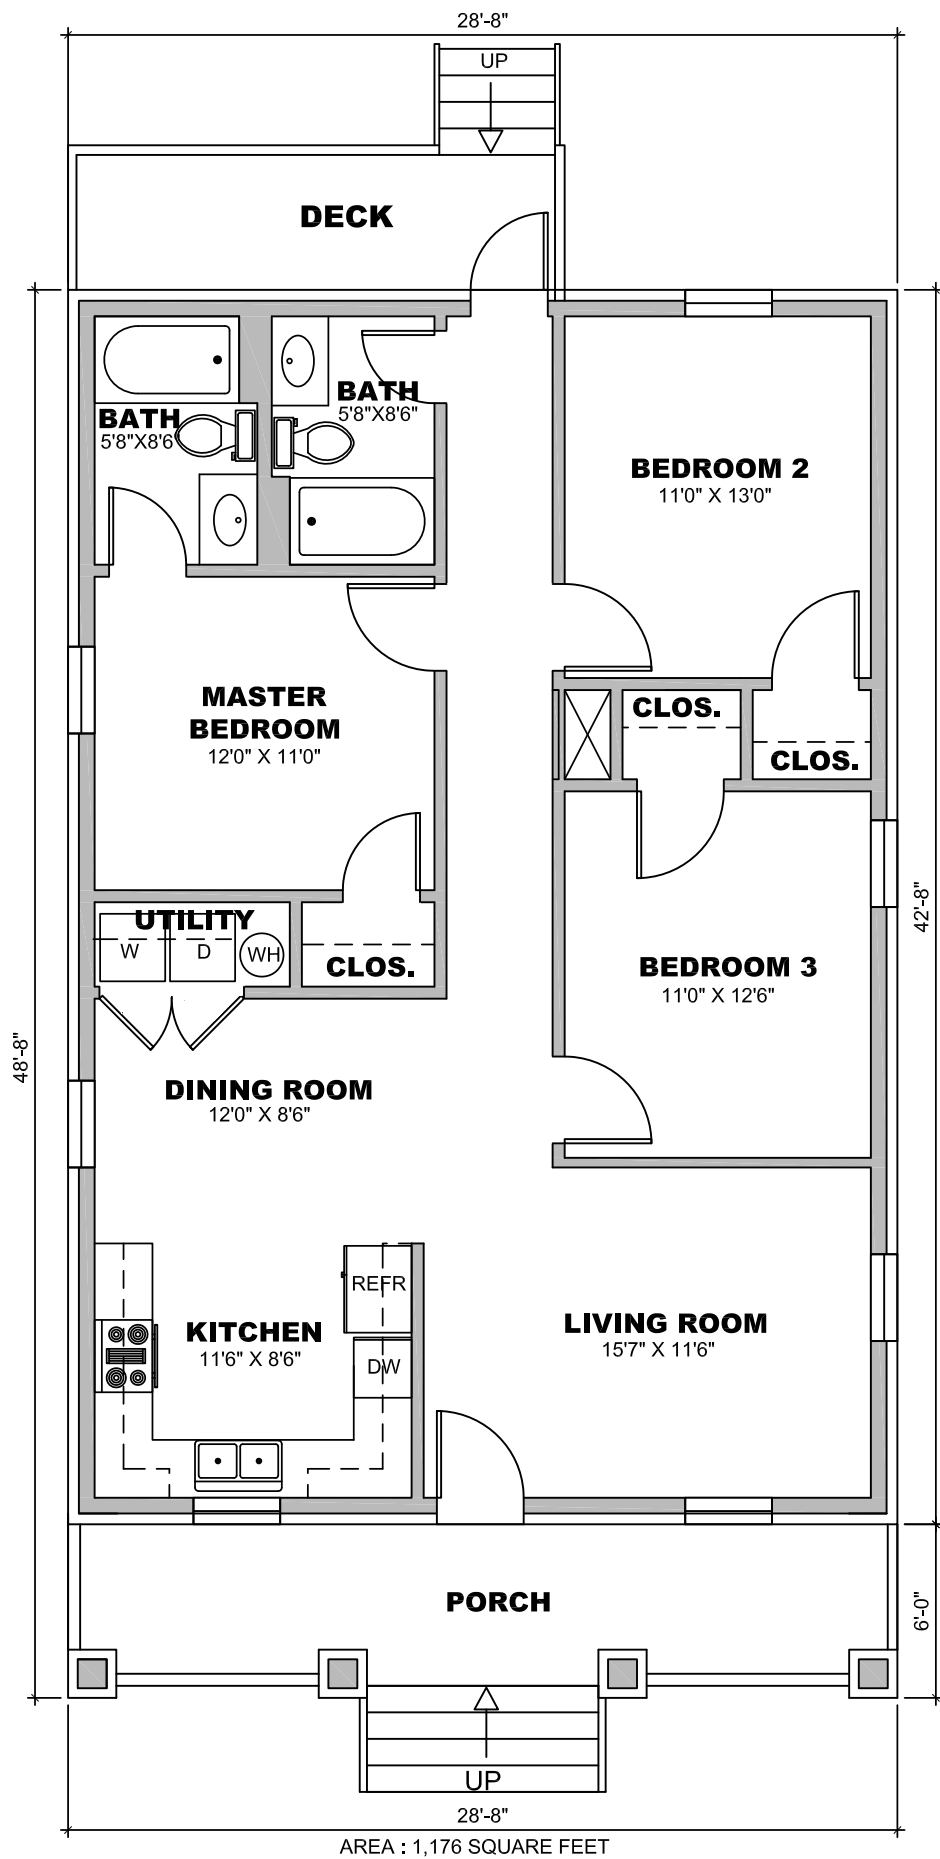 28'-8"
UP
DECK
BATH
5'8"X8'6"
BATH
5'8"X8'6
BEDROOM 2
11'0" X 13'0"
MASTER
BEDROOM
12'0" X 11'0"
CLOS.
CLOS.
UTILITY
W
D
WH
CLOS.
BEDROOM 3
11'0" X 12'6"
42'-8"
48'-8"
DINING ROOM
12'0" X 8'6"
REFR
KITCHEN
11'6" X 8'6"
DW
LIVING ROOM
15'7" X 11'6"
PORCH
6'-0"
UP
28'-8"
AREA : 1,176 SQUARE FEET